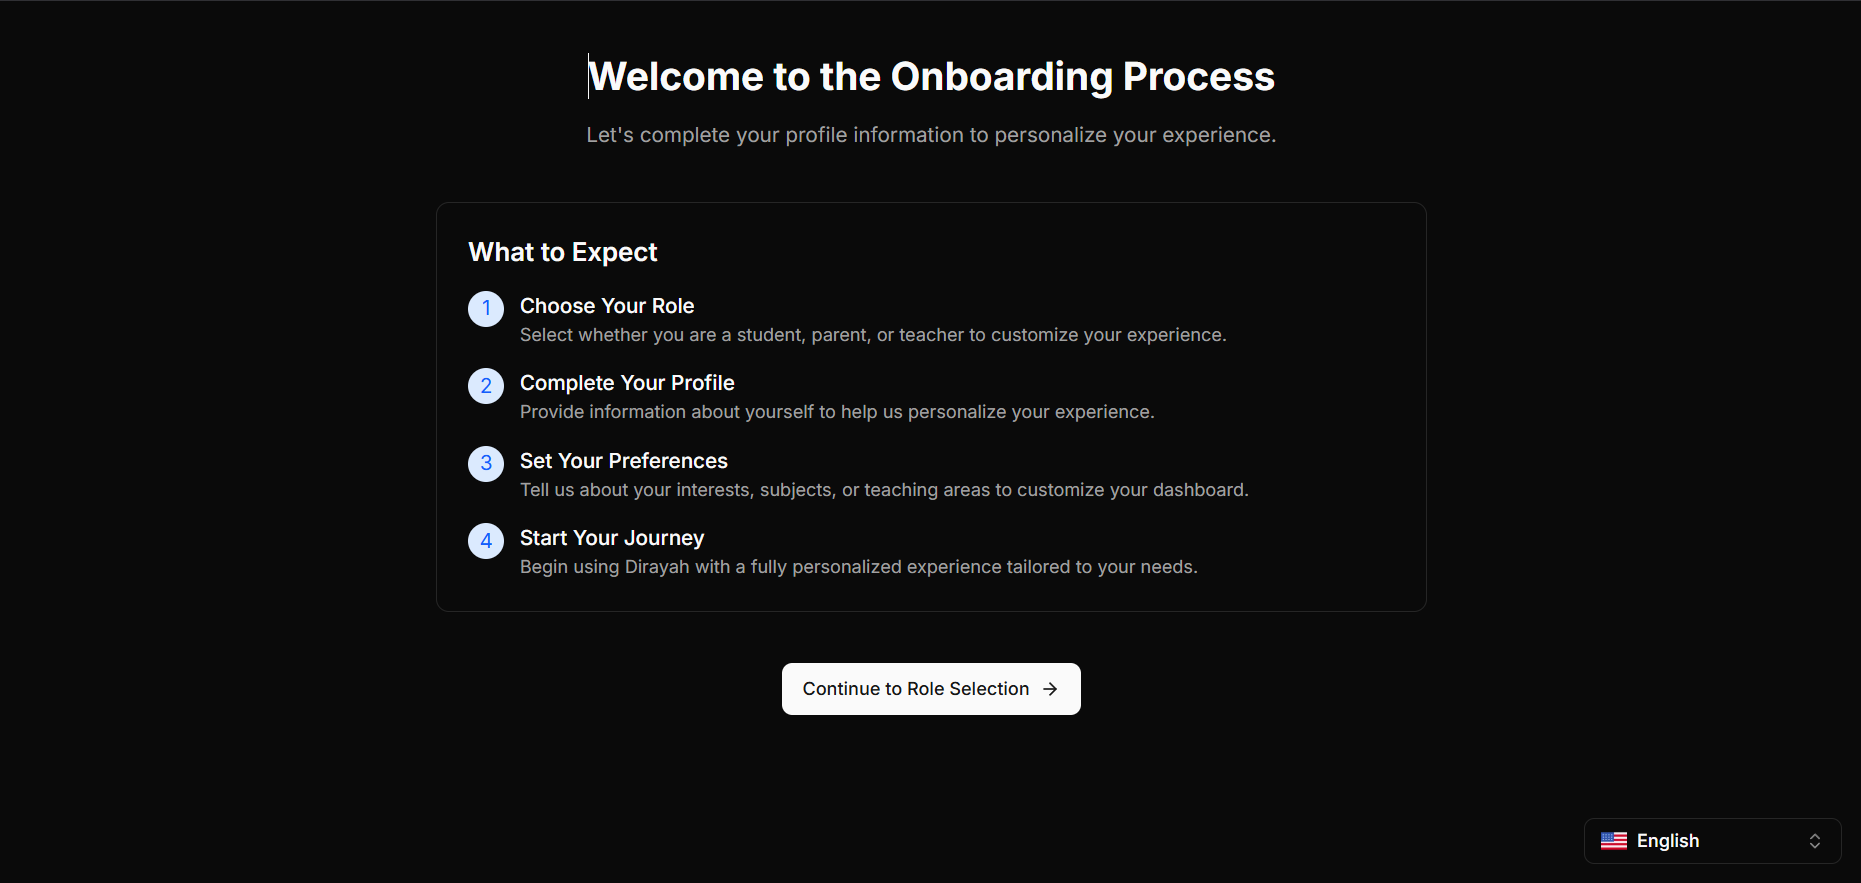 Welcome to the Onboarding Process
Let's complete your profile information to personalize your experience.
What to Expect
1
Choose Your Role
Select whether you are a student, parent, or teacher to customize your experience.
2
Complete Your Profile
Provide information about yourself to help us personalize your experience.
3
Set Your Preferences
Tell us about your interests, subjects, or teaching areas to customize your dashboard.
4
Start Your Journey
Begin using Dirayah with a fully personalized experience tailored to your needs.
Continue to Role Selection
English